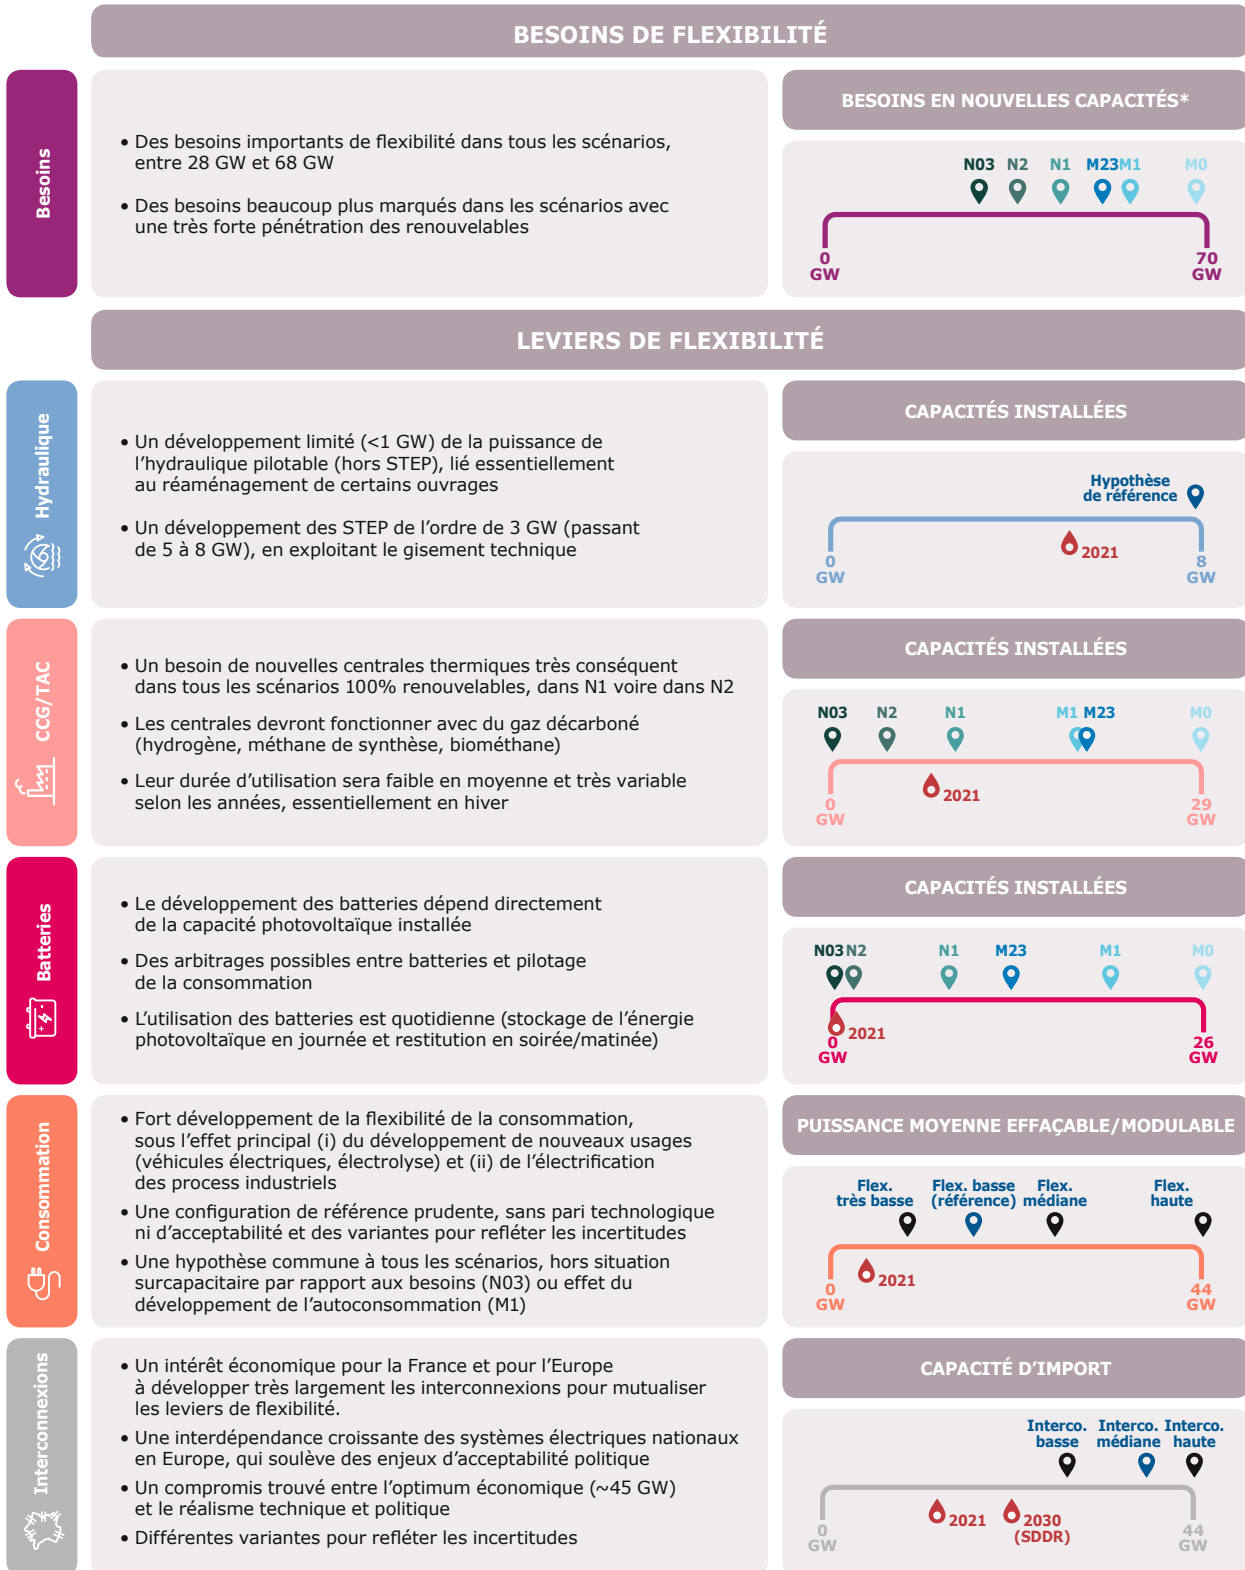 BESOINS DE FLEXIBILITÉ
Besoins
• Des besoins importants de flexibilité dans tous les scénarios,
entre 28 GW et 68 GW
• Des besoins beaucoup plus marqués dans les scénarios avec
une très forte pénétration des renouvelables
BESOINS EN NOUVELLES CAPACITÉS*
N03 N2 N1 M23 M1 M0
0
GW
70
GW
LEVIERS DE FLEXIBILITÉ
Hydraulique
• Un développement limité (<1 GW) de la puissance de
l'hydraulique pilotable (hors STEP), lié essentiellement
au réaménagement de certains ouvrages
• Un développement des STEP de l'ordre de 3 GW (passant
de 5 à 8 GW), en exploitant le gisement technique
CAPACITÉS INSTALLÉES
Hypothèse
de référence
2021
0
GW
8
GW
CCG/TAC
• Un besoin de nouvelles centrales thermiques très conséquent
dans tous les scénarios 100% renouvelables, dans N1 voire dans N2
• Les centrales devront fonctionner avec du gaz décarboné
(hydrogène, méthane de synthèse, biométhane)
• Leur durée d'utilisation sera faible en moyenne et très variable
selon les années, essentiellement en hiver
CAPACITÉS INSTALLÉES
N03 N2 N1 M1 M23 M0
2021
0
GW
29
GW
Batteries
• Le développement des batteries dépend directement
de la capacité photovoltaïque installée
• Des arbitrages possibles entre batteries et pilotage
de la consommation
• L'utilisation des batteries est quotidienne (stockage de l'énergie
photovoltaïque en journée et restitution en soirée/matinée)
CAPACITÉS INSTALLÉES
N03 N2 N1 M23 M1 M0
2021
0
GW
26
GW
Consommation
• Fort développement de la flexibilité de la consommation,
sous l'effet principal (i) du développement de nouveaux usages
(véhicules électriques, électrolyse) et (ii) de l'électrification
des process industriels
• Une configuration de référence prudente, sans pari technologique
ni d'acceptabilité et des variantes pour refléter les incertitudes
• Une hypothèse commune à tous les scénarios, hors situation
surcapacitaire par rapport aux besoins (N03) ou effet du
développement de l'autoconsommation (M1)
PUISSANCE MOYENNE EFFAÇABLE/MODULABLE
Flex.
très basse
Flex. basse
(référence)
Flex.
médiane
Flex.
haute
2021
0
GW
44
GW
Interconnexions
• Un intérêt économique pour la France et pour l'Europe
à développer très largement les interconnexions pour mutualiser
les leviers de flexibilité.
• Une interdépendance croissante des systèmes électriques nationaux
en Europe, qui soulève des enjeux d'acceptabilité politique
• Un compromis trouvé entre l'optimum économique (~45 GW)
et le réalisme technique et politique
• Différentes variantes pour refléter les incertitudes
CAPACITÉ D'IMPORT
Interco.
basse
Interco.
médiane
Interco.
haute
2021
2030
(SDDR)
0
GW
44
GW